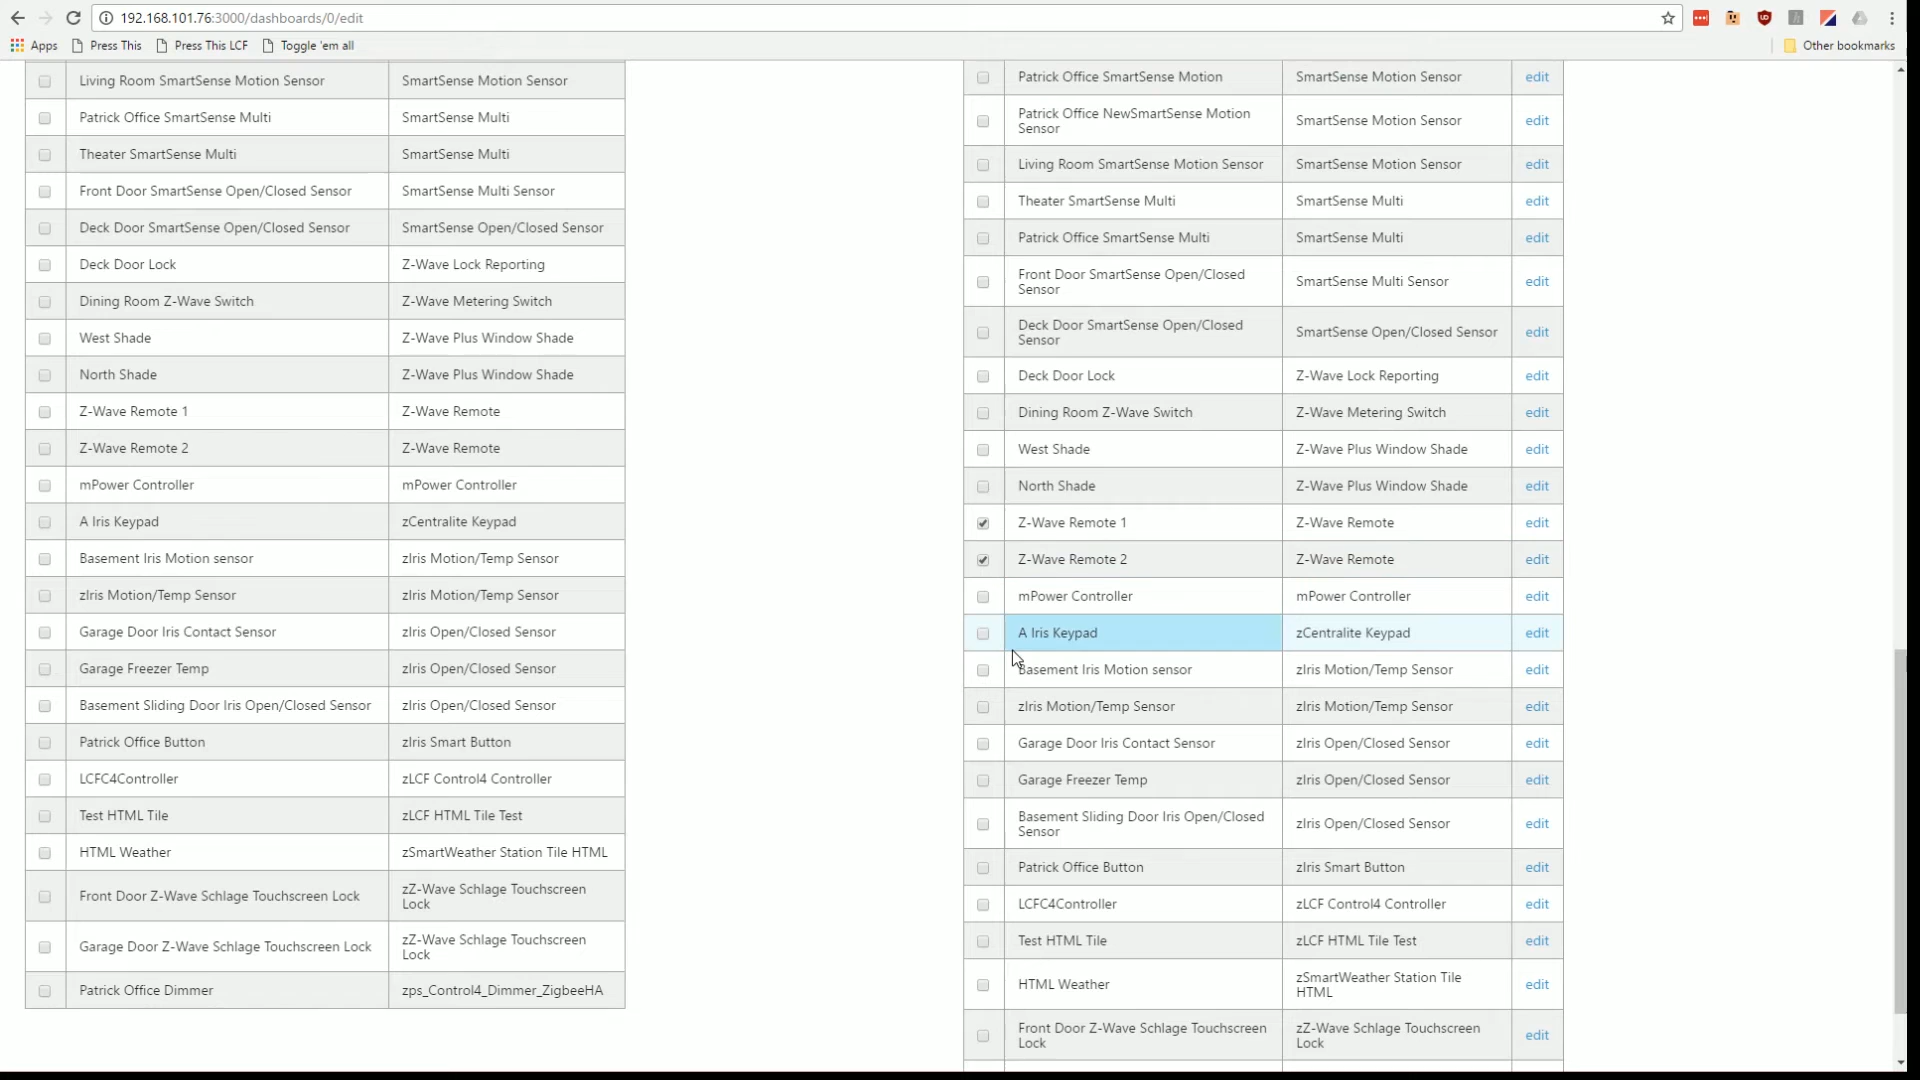 192.168.101.76:3000/dashboards/0/edit
Apps Press This Press This LCF Toggle 'em all Other bookmarks
Living Room SmartSense Motion Sensor SmartSense Motion Sensor
Patrick Office SmartSense Multi SmartSense Multi
Theater SmartSense Multi SmartSense Multi
Front Door SmartSense Open/Closed Sensor SmartSense Multi Sensor
Deck Door SmartSense Open/Closed Sensor SmartSense Open/Closed Sensor
Deck Door Lock Z-Wave Lock Reporting
Dining Room Z-Wave Switch Z-Wave Metering Switch
West Shade Z-Wave Plus Window Shade
North Shade Z-Wave Plus Window Shade
Z-Wave Remote 1 Z-Wave Remote
Z-Wave Remote 2 Z-Wave Remote
mPower Controller mPower Controller
A Iris Keypad zCentralite Keypad
Basement Iris Motion sensor zIris Motion/Temp Sensor
zIris Motion/Temp Sensor zIris Motion/Temp Sensor
Garage Door Iris Contact Sensor zIris Open/Closed Sensor
Garage Freezer Temp zIris Open/Closed Sensor
Basement Sliding Door Iris Open/Closed Sensor zIris Open/Closed Sensor
Patrick Office Button zIris Smart Button
LCFC4Controller zLCF Control4 Controller
Test HTML Tile zLCF HTML Tile Test
HTML Weather zSmartWeather Station Tile HTML
Front Door Z-Wave Schlage Touchscreen Lock zZ-Wave Schlage Touchscreen
Lock
Garage Door Z-Wave Schlage Touchscreen Lock zZ-Wave Schlage Touchscreen
Lock
Patrick Office Dimmer zps_Control4_Dimmer_ZigbeeHA
Patrick Office SmartSense Motion SmartSense Motion Sensor edit
Patrick Office NewSmartSense Motion
Sensor SmartSense Motion Sensor edit
Living Room SmartSense Motion Sensor SmartSense Motion Sensor edit
Theater SmartSense Multi SmartSense Multi edit
Patrick Office SmartSense Multi SmartSense Multi edit
Front Door SmartSense Open/Closed
Sensor SmartSense Multi Sensor edit
Deck Door SmartSense Open/Closed
Sensor SmartSense Open/Closed Sensor edit
Deck Door Lock Z-Wave Lock Reporting edit
Dining Room Z-Wave Switch Z-Wave Metering Switch edit
West Shade Z-Wave Plus Window Shade edit
North Shade Z-Wave Plus Window Shade edit
Z-Wave Remote 1 Z-Wave Remote edit
Z-Wave Remote 2 Z-Wave Remote edit
mPower Controller mPower Controller edit
A Iris Keypad zCentralite Keypad edit
Basement Iris Motion sensor zIris Motion/Temp Sensor edit
zIris Motion/Temp Sensor zIris Motion/Temp Sensor edit
Garage Door Iris Contact Sensor zIris Open/Closed Sensor edit
Garage Freezer Temp zIris Open/Closed Sensor edit
Basement Sliding Door Iris Open/Closed
Sensor zIris Open/Closed Sensor edit
Patrick Office Button zIris Smart Button edit
LCFC4Controller zLCF Control4 Controller edit
Test HTML Tile zLCF HTML Tile Test edit
HTML Weather zSmartWeather Station Tile
HTML edit
Front Door Z-Wave Schlage Touchscreen
Lock zZ-Wave Schlage Touchscreen
Lock edit